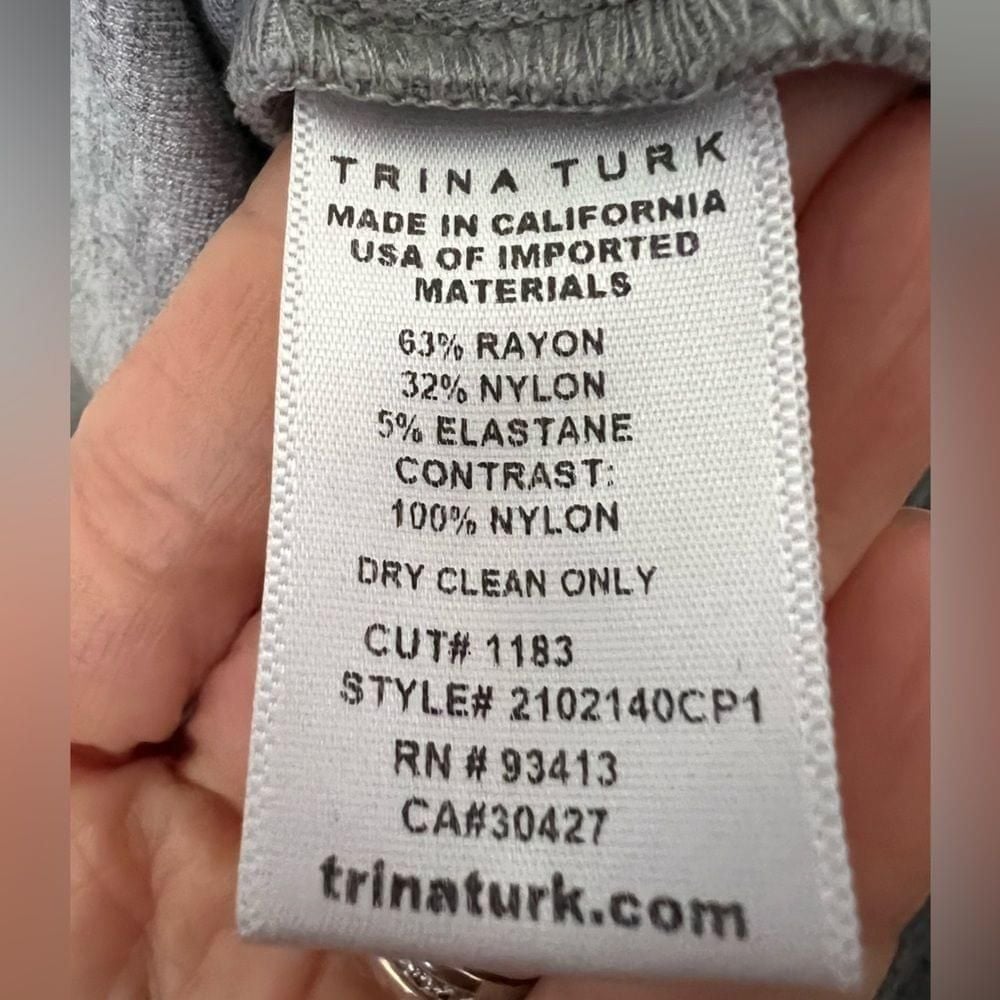 TRINA TURK
MADE IN CALIFORNIA
USA OF IMPORTED
MATERIALS
63% RAYON
32% NYLON
5% ELASTANE
CONTRAST:
100% NYLON
DRY CLEAN ONLY
CUT# 1183
STYLE# 2102140CP1
RN # 93413
CA#30427
trinaturk.com